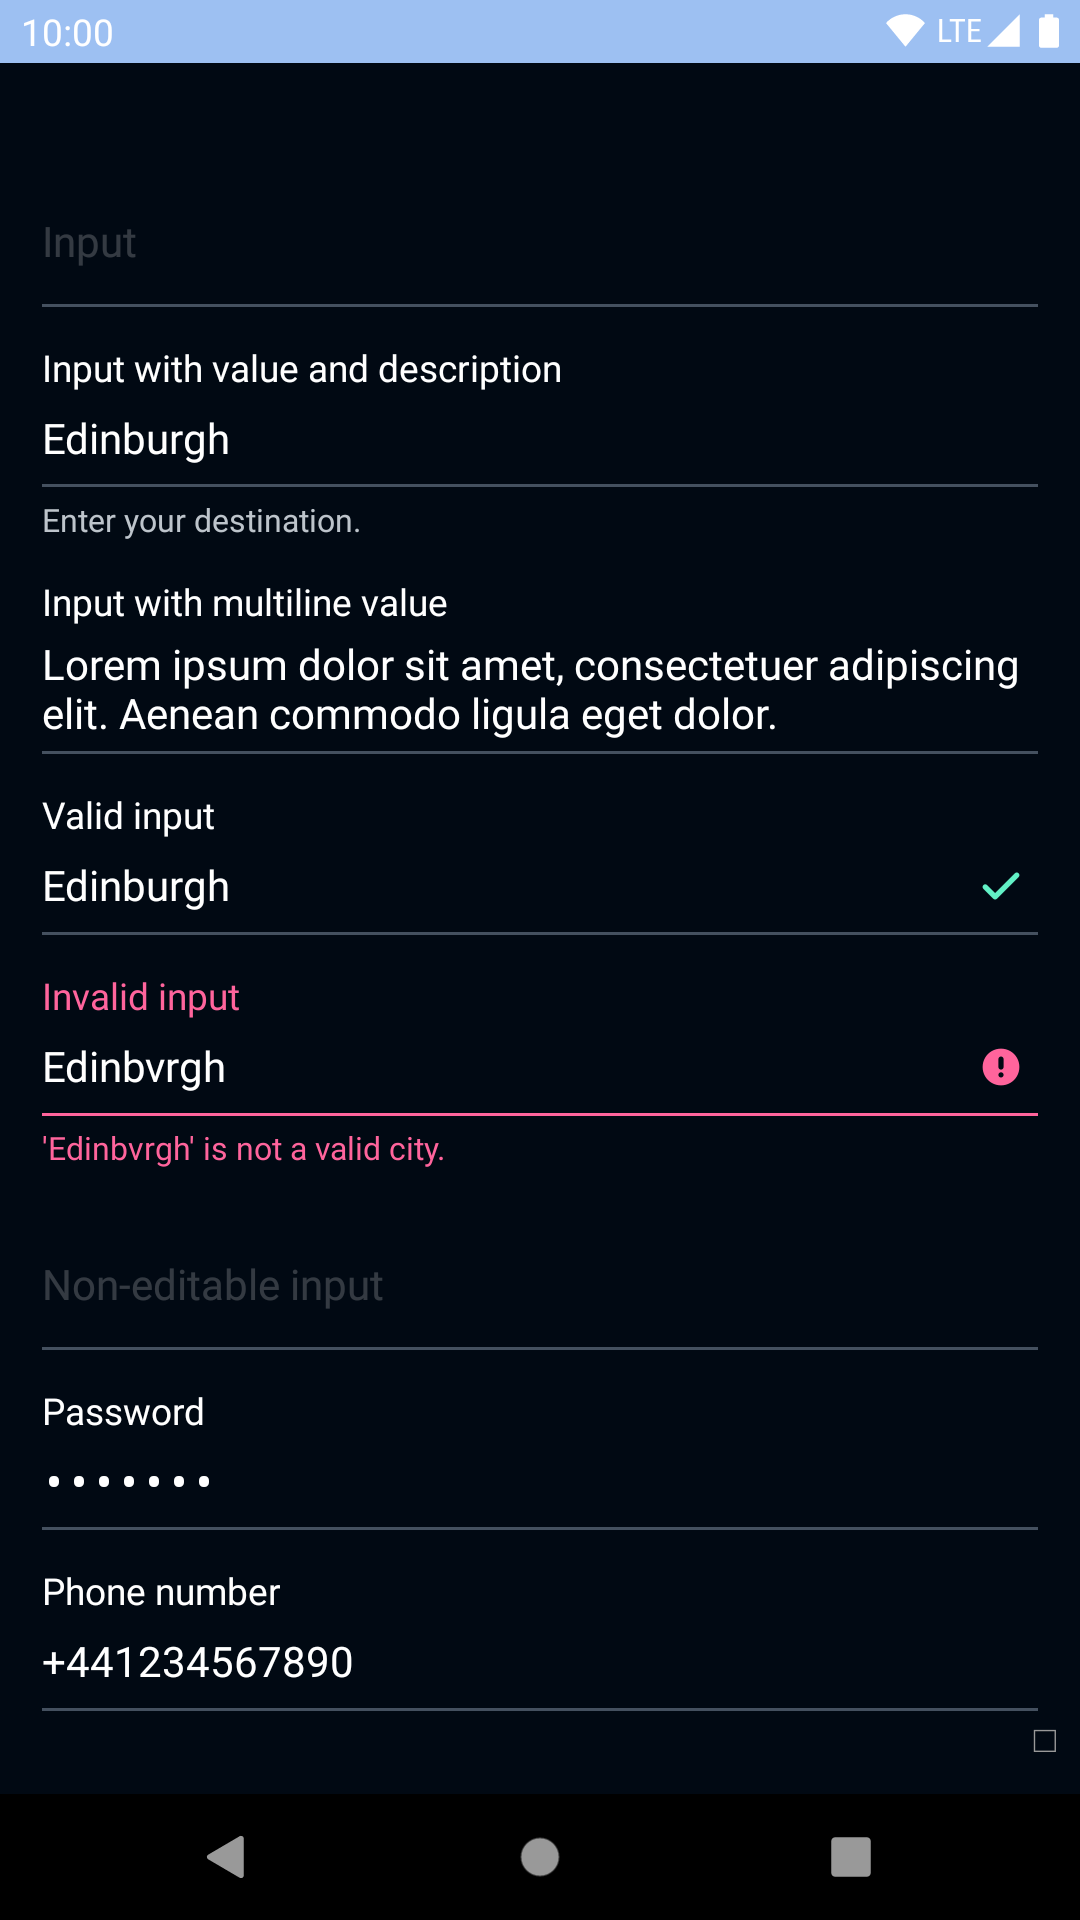 10:00 LTE
Input
Input with value and description
Edinburgh
Enter your destination.
Input with multiline value
Lorem ipsum dolor sit amet, consectetuer adipiscing
elit. Aenean commodo ligula eget dolor.
Valid input
Edinburgh
Invalid input
Edinbvrgh
'Edinbvrgh' is not a valid city.
Non-editable input
Password
•••••••
Phone number
+441234567890